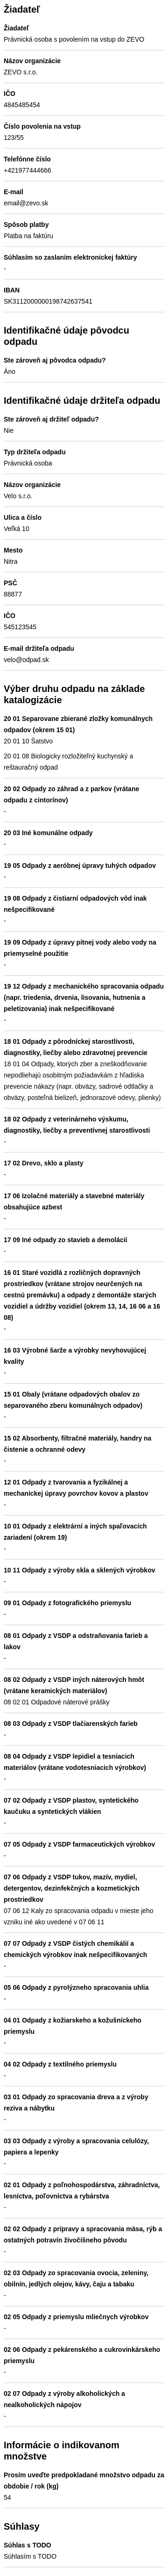 Žiadateľ
Žiadateľ
Právnická osoba s povolením na vstup do ZEVO
Názov organizácie
ZEVO s.r.o.
IČO
4845485454
Číslo povolenia na vstup
123/55
Telefónne číslo
+421977444666
E-mail
email@zevo.sk
Spôsob platby
Platba na faktúru
Súhlasím so zaslaním elektronickej faktúry
-
IBAN
SK3112000000198742637541
Identifikačné údaje pôvodcu
odpadu
Ste zároveň aj pôvodca odpadu?
Áno
Identifikačné údaje držiteľa odpadu
Ste zároveň aj držiteľ odpadu?
Nie
Typ držiteľa odpadu
Právnická osoba
Názov organizácie
Velo s.r.o.
Ulica a číslo
Veľká 10
Mesto
Nitra
PSČ
88877
IČO
545123545
E-mail držiteľa odpadu
velo@odpad.sk
Výber druhu odpadu na základe
katalogizácie
20 01 Separovane zbierané zložky komunálnych
odpadov (okrem 15 01)
20 01 10 Šatstvo
20 01 08 Biologicky rozložiteľný kuchynský a
reštauračný odpad
20 02 Odpady zo záhrad a z parkov (vrátane
odpadu z cintorínov)
-
20 03 Iné komunálne odpady
-
19 05 Odpady z aeróbnej úpravy tuhých odpadov
-
19 08 Odpady z čistiarní odpadových vôd inak
nešpecifikované
-
19 09 Odpady z úpravy pitnej vody alebo vody na
priemyselné použitie
-
19 12 Odpady z mechanického spracovania odpadu
(napr. triedenia, drvenia, lisovania, hutnenia a
peletizovania) inak nešpecifikované
-
18 01 Odpady z pôrodníckej starostlivosti,
diagnostiky, liečby alebo zdravotnej prevencie
18 01 04 Odpady, ktorých zber a zneškodňovanie
nepodliehajú osobitným požiadavkám z hľadiska
prevencie nákazy (napr. obväzy, sadrové odtlačky a
obväzy, posteľná bielizeň, jednorazové odevy, plienky)
18 02 Odpady z veterinárneho výskumu,
diagnostiky, liečby a preventívnej starostlivosti
-
17 02 Drevo, sklo a plasty
-
17 06 Izolačné materiály a stavebné materiály
obsahujúce azbest
-
17 09 Iné odpady zo stavieb a demolácií
-
16 01 Staré vozidlá z rozličných dopravných
prostriedkov (vrátane strojov neurčených na
cestnú premávku) a odpady z demontáže starých
vozidiel a údržby vozidiel (okrem 13, 14, 16 06 a 16
08)
-
16 03 Výrobné šarže a výrobky nevyhovujúcej
kvality
-
15 01 Obaly (vrátane odpadových obalov zo
separovaného zberu komunálnych odpadov)
-
15 02 Absorbenty, filtračné materiály, handry na
čistenie a ochranné odevy
-
12 01 Odpady z tvarovania a fyzikálnej a
mechanickej úpravy povrchov kovov a plastov
-
10 01 Odpady z elektrární a iných spaľovacích
zariadení (okrem 19)
-
10 11 Odpady z výroby skla a sklených výrobkov
-
09 01 Odpady z fotografického priemyslu
-
08 01 Odpady z VSDP a odstraňovania farieb a
lakov
-
08 02 Odpady z VSDP iných náterových hmôt
(vrátane keramických materiálov)
08 02 01 Odpadové náterové prášky
08 03 Odpady z VSDP tlačiarenských farieb
-
08 04 Odpady z VSDP lepidiel a tesniacich
materiálov (vrátane vodotesniacich výrobkov)
-
07 02 Odpady z VSDP plastov, syntetického
kaučuku a syntetických vlákien
-
07 05 Odpady z VSDP farmaceutických výrobkov
-
07 06 Odpady z VSDP tukov, mazív, mydiel,
detergentov, dezinfekčných a kozmetických
prostriedkov
07 06 12 Kaly zo spracovania odpadu v mieste jeho
vzniku iné ako uvedené v 07 06 11
07 07 Odpady z VSDP čistých chemikálií a
chemických výrobkov inak nešpecifikovaných
-
05 06 Odpady z pyrolýzneho spracovania uhlia
-
04 01 Odpady z kožiarskeho a kožušníckeho
priemyslu
-
04 02 Odpady z textilného priemyslu
-
03 01 Odpady zo spracovania dreva a z výroby
reziva a nábytku
-
03 03 Odpady z výroby a spracovania celulózy,
papiera a lepenky
-
02 01 Odpady z poľnohospodárstva, záhradníctva,
lesníctva, poľovníctva a rybárstva
-
02 02 Odpady z prípravy a spracovania mäsa, rýb a
ostatných potravín živočíšneho pôvodu
-
02 03 Odpady zo spracovania ovocia, zeleniny,
obilnín, jedlých olejov, kávy, čaju a tabaku
-
02 05 Odpady z priemyslu mliečnych výrobkov
-
02 06 Odpady z pekárenského a cukrovinkárskeho
priemyslu
-
02 07 Odpady z výroby alkoholických a
nealkoholických nápojov
-
Informácie o indikovanom
množstve
Prosím uveďte predpokladané množstvo odpadu za
obdobie / rok (kg)
54
Súhlasy
Súhlas s TODO
Súhlasím s TODO